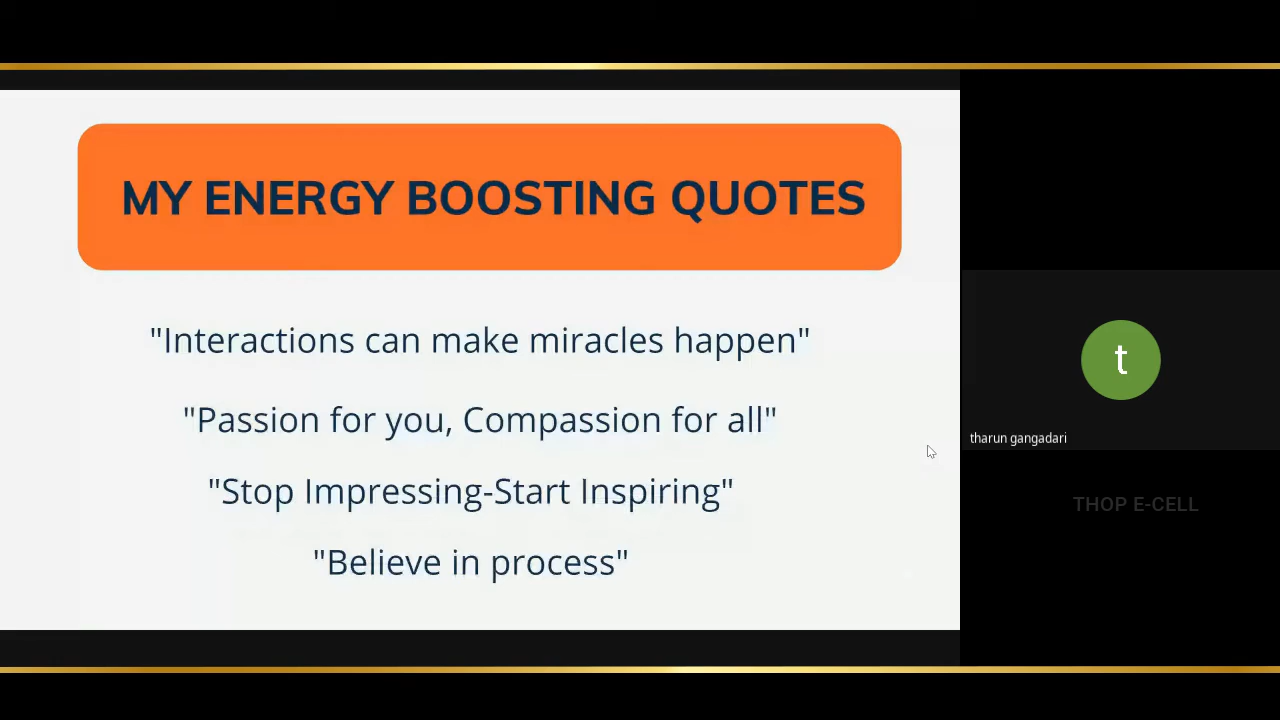 MY ENERGY BOOSTING QUOTES
"Interactions can make miracles happen"
"Passion for you, Compassion for all"
"Stop Impressing-Start Inspiring"
"Believe in process"
t
tharun gangadari
THOP E-CELL